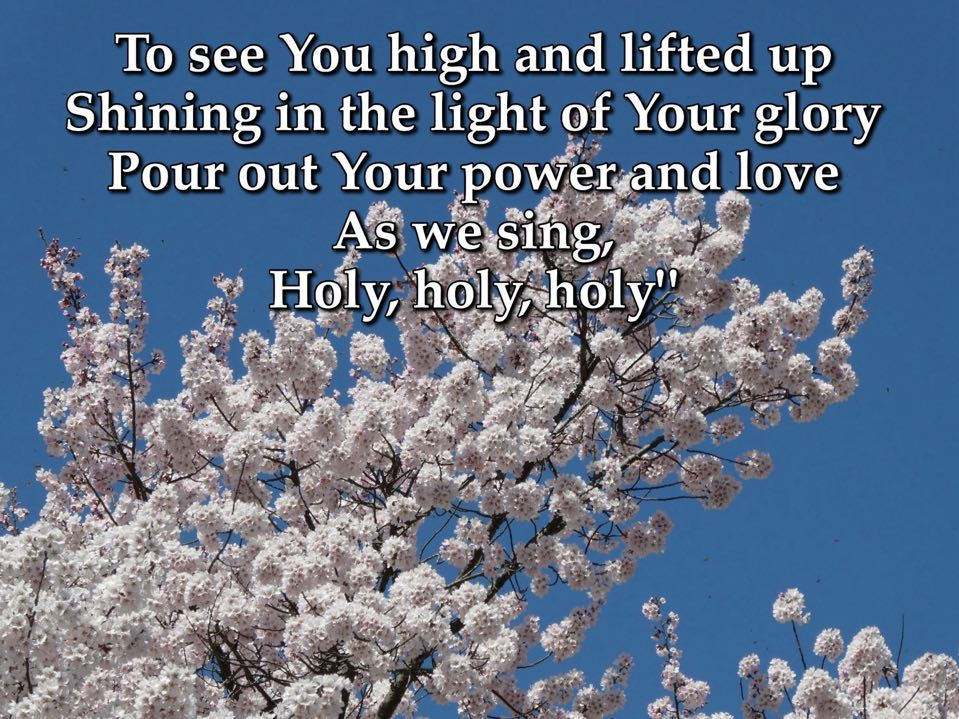 To see You high and lifted up
Shining in the light of Your glory
Pour out Your power and love
As we sing,
Holy, holy, holy"